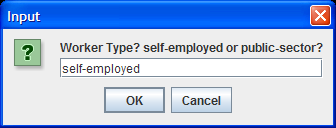 Input
?
Worker Type? self-employed or public-sector?
self-employed
OK Cancel